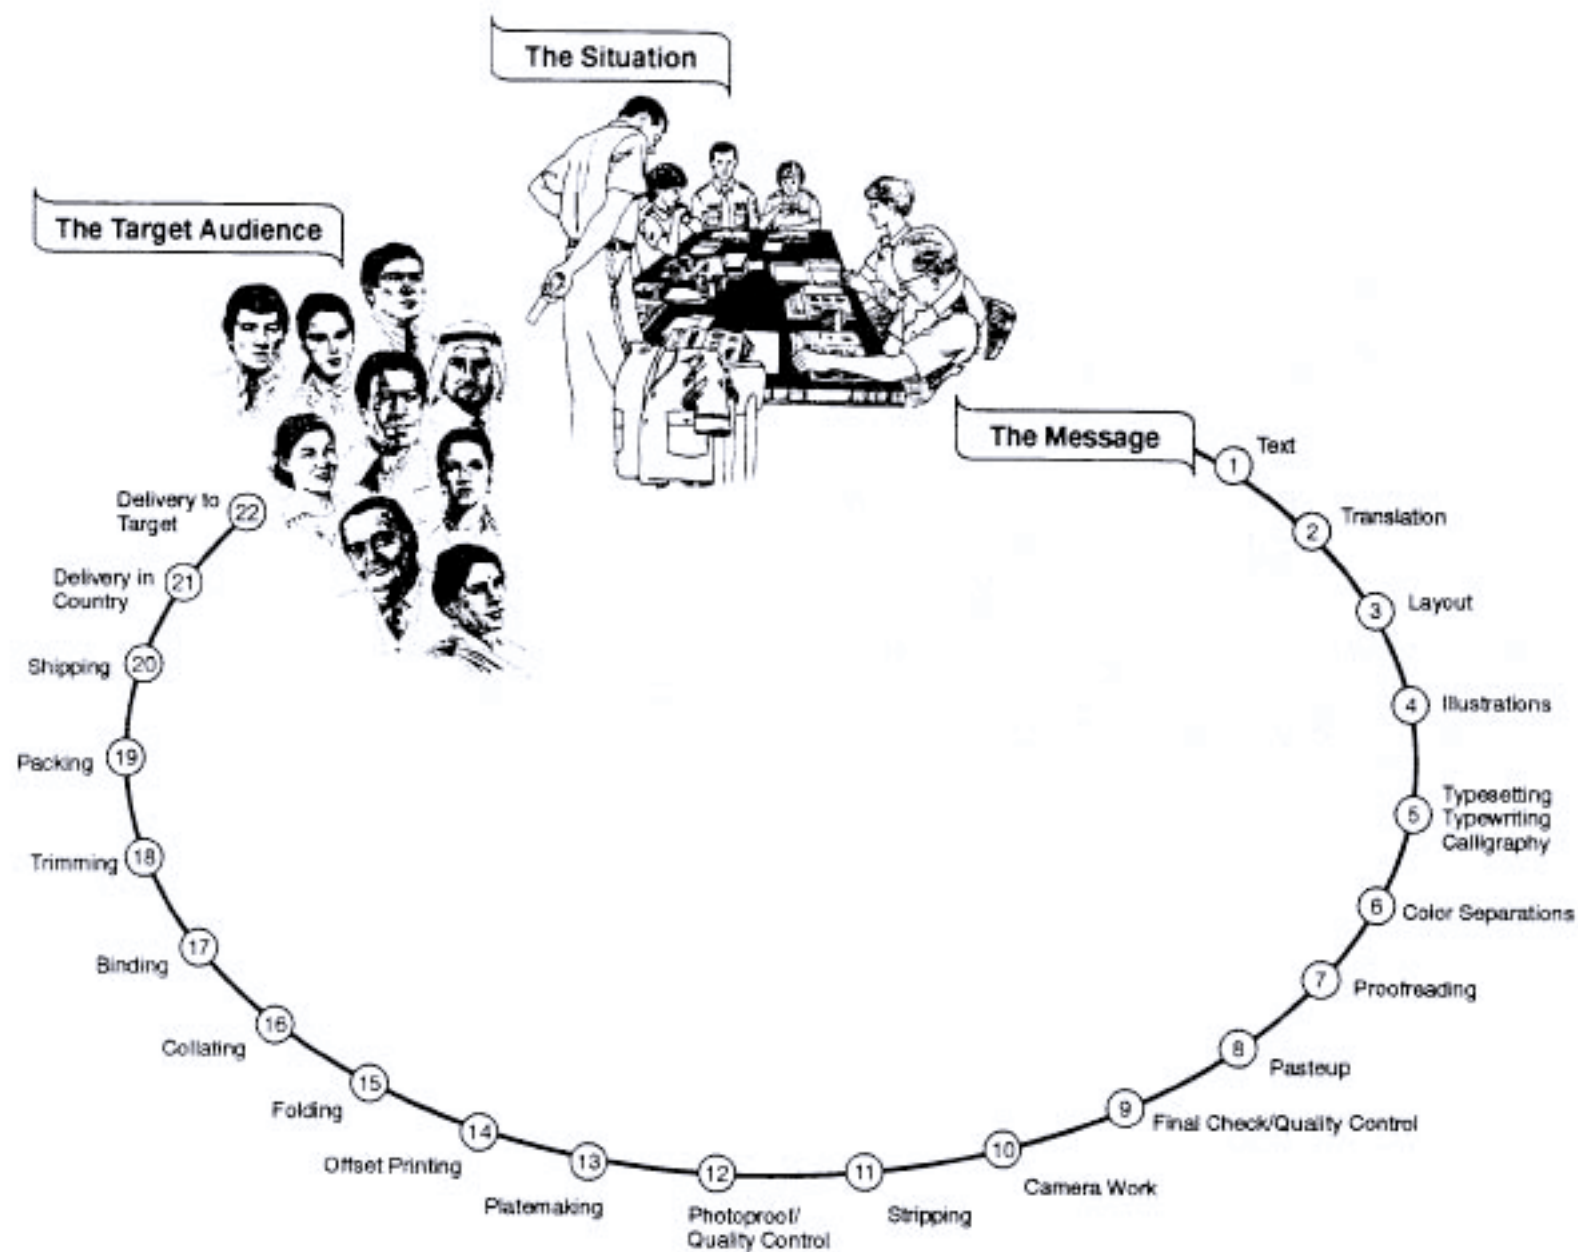 The Situation
The Target Audience
The Message
1 Text
2 Translation
3 Layout
4 Illustrations
5 Typesetting
Typewriting
Calligraphy
6 Color Separations
7 Proofreading
8 Pasteup
9 Final Check/Quality Control
10 Camera Work
11 Stripping
12 Photoproof/
Quality Control
13 Platemaking
14 Offset Printing
15 Folding
16 Collating
17 Binding
18 Trimming
19 Packing
20 Shipping
21 Delivery in
Country
22 Delivery to
Target